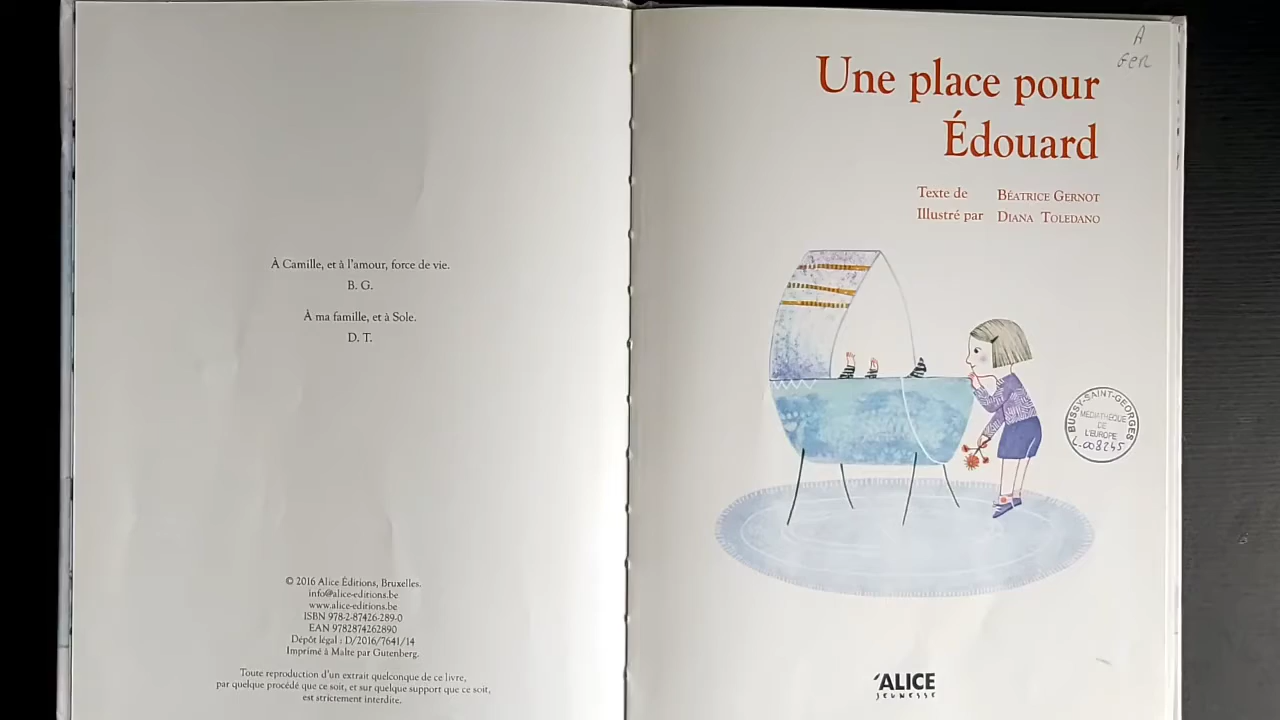 À Camille, et à l'amour, force de vie.
B. G.
À ma famille, et à Sole.
D. T.
© 2016 Alice Éditions, Bruxelles.
info@alice-editions.be
www.alice-editions.be
ISBN 978-2-87426-289-0
EAN 9782874262890
Dépôt légal : D/2016/7641/14
Imprimé à Malte par Gutenberg.
Toute reproduction d'un extrait quelconque de ce livre,
par quelque procédé que ce soit, et sur quelque support que ce soit,
est strictement interdite.
A
GER
Une place pour
Édouard
Texte de BÉATRICE GERNOT
Illustré par DIANA TOLEDANO
BUSSY-SAINT-GEORGES
MEDIATHEQUE
DE
L'EUROPE
L.008245
'ALICE
JEUNESSE